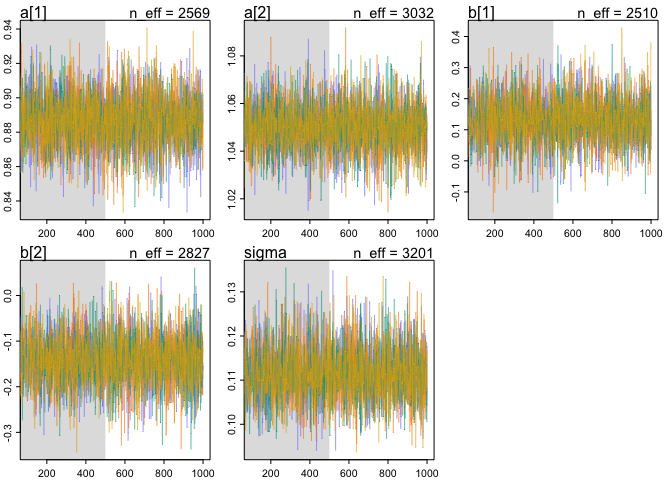 a[1] n_eff = 2569
a[2] n_eff = 3032
b[1] n_eff = 2510
0.94
0.92
0.90
0.88
0.86
0.84
1.08
1.06
1.04
1.02
0.4
0.3
0.2
0.1
0.0
-0.1
200 400 600 800 1000
200 400 600 800 1000
200 400 600 800 1000
b[2] n_eff = 2827
sigma n_eff = 3201
0.0
-0.1
-0.2
-0.3
0.13
0.12
0.11
0.10
200 400 600 800 1000
200 400 600 800 1000